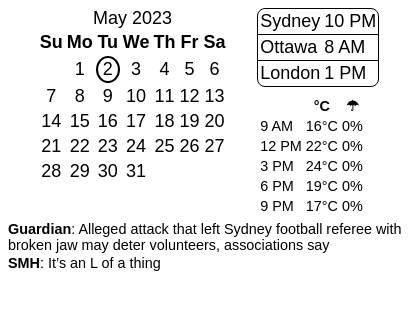 May 2023
Su Mo Tu We Th Fr Sa
1 2 3 4 5 6
7 8 9 10 11 12 13
14 15 16 17 18 19 20
21 22 23 24 25 26 27
28 29 30 31
Sydney 10 PM
Ottawa 8 AM
London 1 PM
°C ☂
9 AM 16°C 0%
12 PM 22°C 0%
3 PM 24°C 0%
6 PM 19°C 0%
9 PM 17°C 0%
Guardian: Alleged attack that left Sydney football referee with
broken jaw may deter volunteers, associations say
SMH: It’s an L of a thing